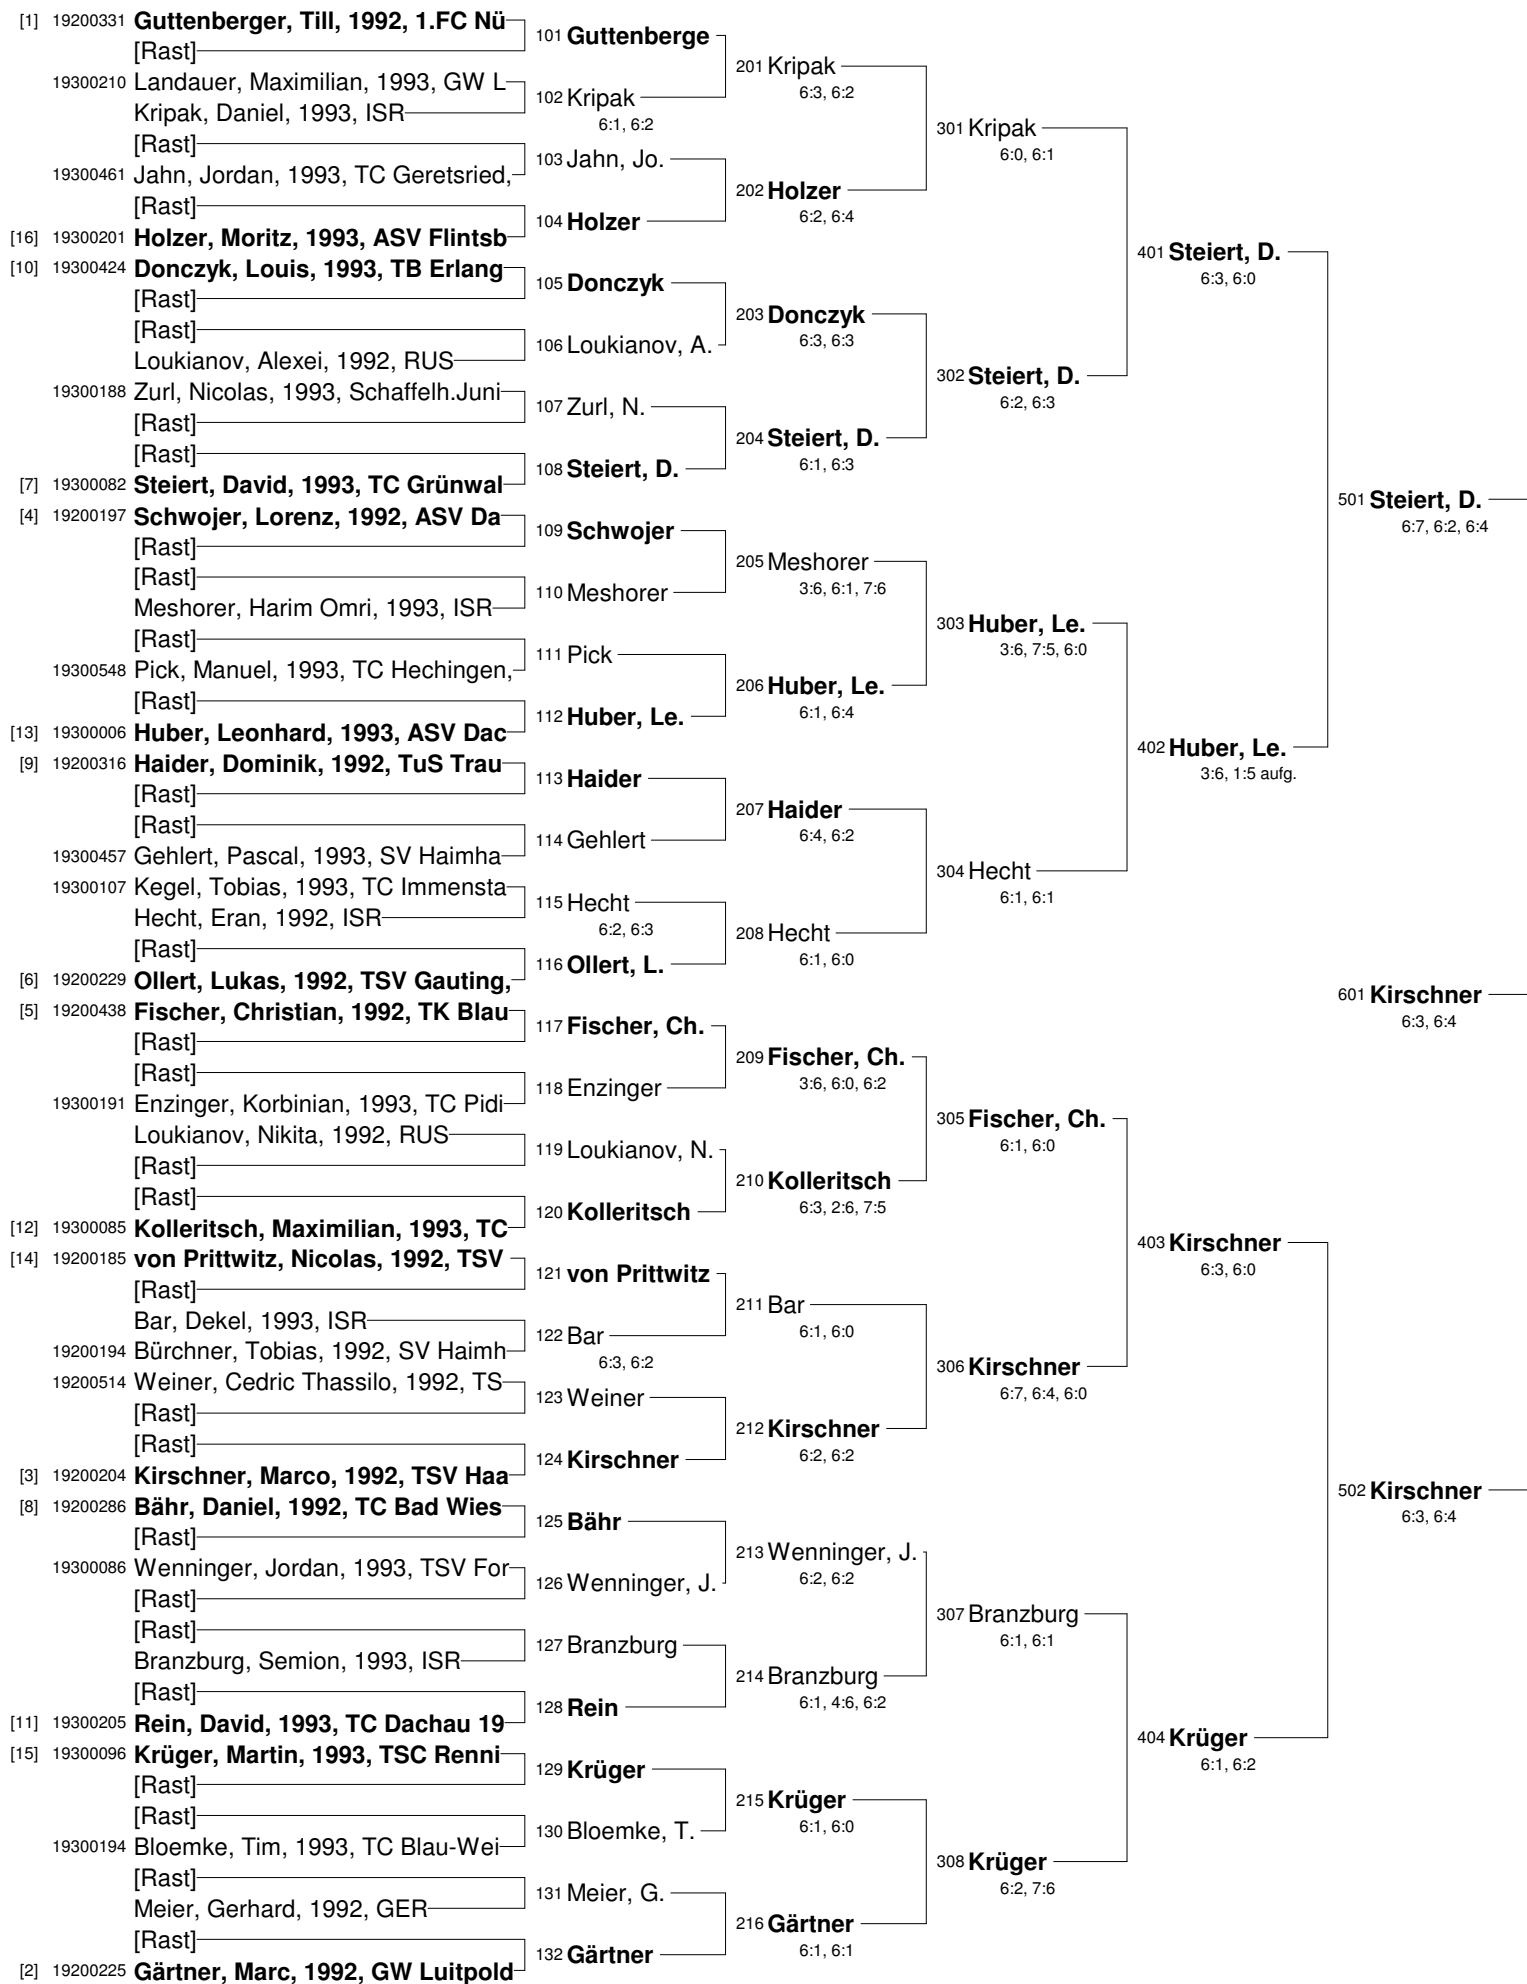 [1] 19200331 Guttenberger, Till, 1992, 1.FC Nü
[Rast]
19300210 Landauer, Maximilian, 1993, GW L
Kripak, Daniel, 1993, ISR
[Rast]
19300461 Jahn, Jordan, 1993, TC Geretsried,
[Rast]
[16] 19300201 Holzer, Moritz, 1993, ASV Flintsb
[10] 19300424 Donczyk, Louis, 1993, TB Erlang
[Rast]
[Rast]
Loukianov, Alexei, 1992, RUS
19300188 Zurl, Nicolas, 1993, Schaffelh.Juni
[Rast]
[Rast]
[7] 19300082 Steiert, David, 1993, TC Grünwal
[4] 19200197 Schwojer, Lorenz, 1992, ASV Da
[Rast]
[Rast]
Meshorer, Harim Omri, 1993, ISR
[Rast]
19300548 Pick, Manuel, 1993, TC Hechingen,
[Rast]
[13] 19300006 Huber, Leonhard, 1993, ASV Dac
[9] 19200316 Haider, Dominik, 1992, TuS Trau
[Rast]
[Rast]
19300457 Gehlert, Pascal, 1993, SV Haimha
19300107 Kegel, Tobias, 1993, TC Immensta
Hecht, Eran, 1992, ISR
[Rast]
[6] 19200229 Ollert, Lukas, 1992, TSV Gauting,
[5] 19200438 Fischer, Christian, 1992, TK Blau
[Rast]
[Rast]
19300191 Enzinger, Korbinian, 1993, TC Pidi
Loukianov, Nikita, 1992, RUS
[Rast]
[Rast]
[12] 19300085 Kolleritsch, Maximilian, 1993, TC
[14] 19200185 von Prittwitz, Nicolas, 1992, TSV
[Rast]
Bar, Dekel, 1993, ISR
19200194 Bürchner, Tobias, 1992, SV Haimh
19200514 Weiner, Cedric Thassilo, 1992, TS
[Rast]
[Rast]
[3] 19200204 Kirschner, Marco, 1992, TSV Haa
[8] 19200286 Bähr, Daniel, 1992, TC Bad Wies
[Rast]
19300086 Wenninger, Jordan, 1993, TSV For
[Rast]
[Rast]
Branzburg, Semion, 1993, ISR
[Rast]
[11] 19300205 Rein, David, 1993, TC Dachau 19
[15] 19300096 Krüger, Martin, 1993, TSC Renni
[Rast]
[Rast]
19300194 Bloemke, Tim, 1993, TC Blau-Wei
[Rast]
Meier, Gerhard, 1992, GER
[Rast]
[2] 19200225 Gärtner, Marc, 1992, GW Luitpold
101 Guttenberge
102 Kripak
6:1, 6:2
103 Jahn, Jo.
104 Holzer
105 Donczyk
106 Loukianov, A.
107 Zurl, N.
108 Steiert, D.
109 Schwojer
110 Meshorer
111 Pick
112 Huber, Le.
113 Haider
114 Gehlert
115 Hecht
6:2, 6:3
116 Ollert, L.
117 Fischer, Ch.
118 Enzinger
119 Loukianov, N.
120 Kolleritsch
121 von Prittwitz
122 Bar
6:3, 6:2
123 Weiner
124 Kirschner
125 Bähr
126 Wenninger, J.
127 Branzburg
128 Rein
129 Krüger
130 Bloemke, T.
131 Meier, G.
132 Gärtner
201 Kripak
6:3, 6:2
202 Holzer
6:2, 6:4
203 Donczyk
6:3, 6:3
204 Steiert, D.
6:1, 6:3
205 Meshorer
3:6, 6:1, 7:6
206 Huber, Le.
6:1, 6:4
207 Haider
6:4, 6:2
208 Hecht
6:1, 6:0
209 Fischer, Ch.
3:6, 6:0, 6:2
210 Kolleritsch
6:3, 2:6, 7:5
211 Bar
6:1, 6:0
212 Kirschner
6:2, 6:2
213 Wenninger, J.
6:2, 6:2
214 Branzburg
6:1, 4:6, 6:2
215 Krüger
6:1, 6:0
216 Gärtner
6:1, 6:1
301 Kripak
6:0, 6:1
302 Steiert, D.
6:2, 6:3
303 Huber, Le.
3:6, 7:5, 6:0
304 Hecht
6:1, 6:1
305 Fischer, Ch.
6:1, 6:0
306 Kirschner
6:7, 6:4, 6:0
307 Branzburg
6:1, 6:1
308 Krüger
6:2, 7:6
401 Steiert, D.
6:3, 6:0
402 Huber, Le.
3:6, 1:5 aufg.
403 Kirschner
6:3, 6:0
404 Krüger
6:1, 6:2
501 Steiert, D.
6:7, 6:2, 6:4
601 Kirschner
6:3, 6:4
502 Kirschner
6:3, 6:4